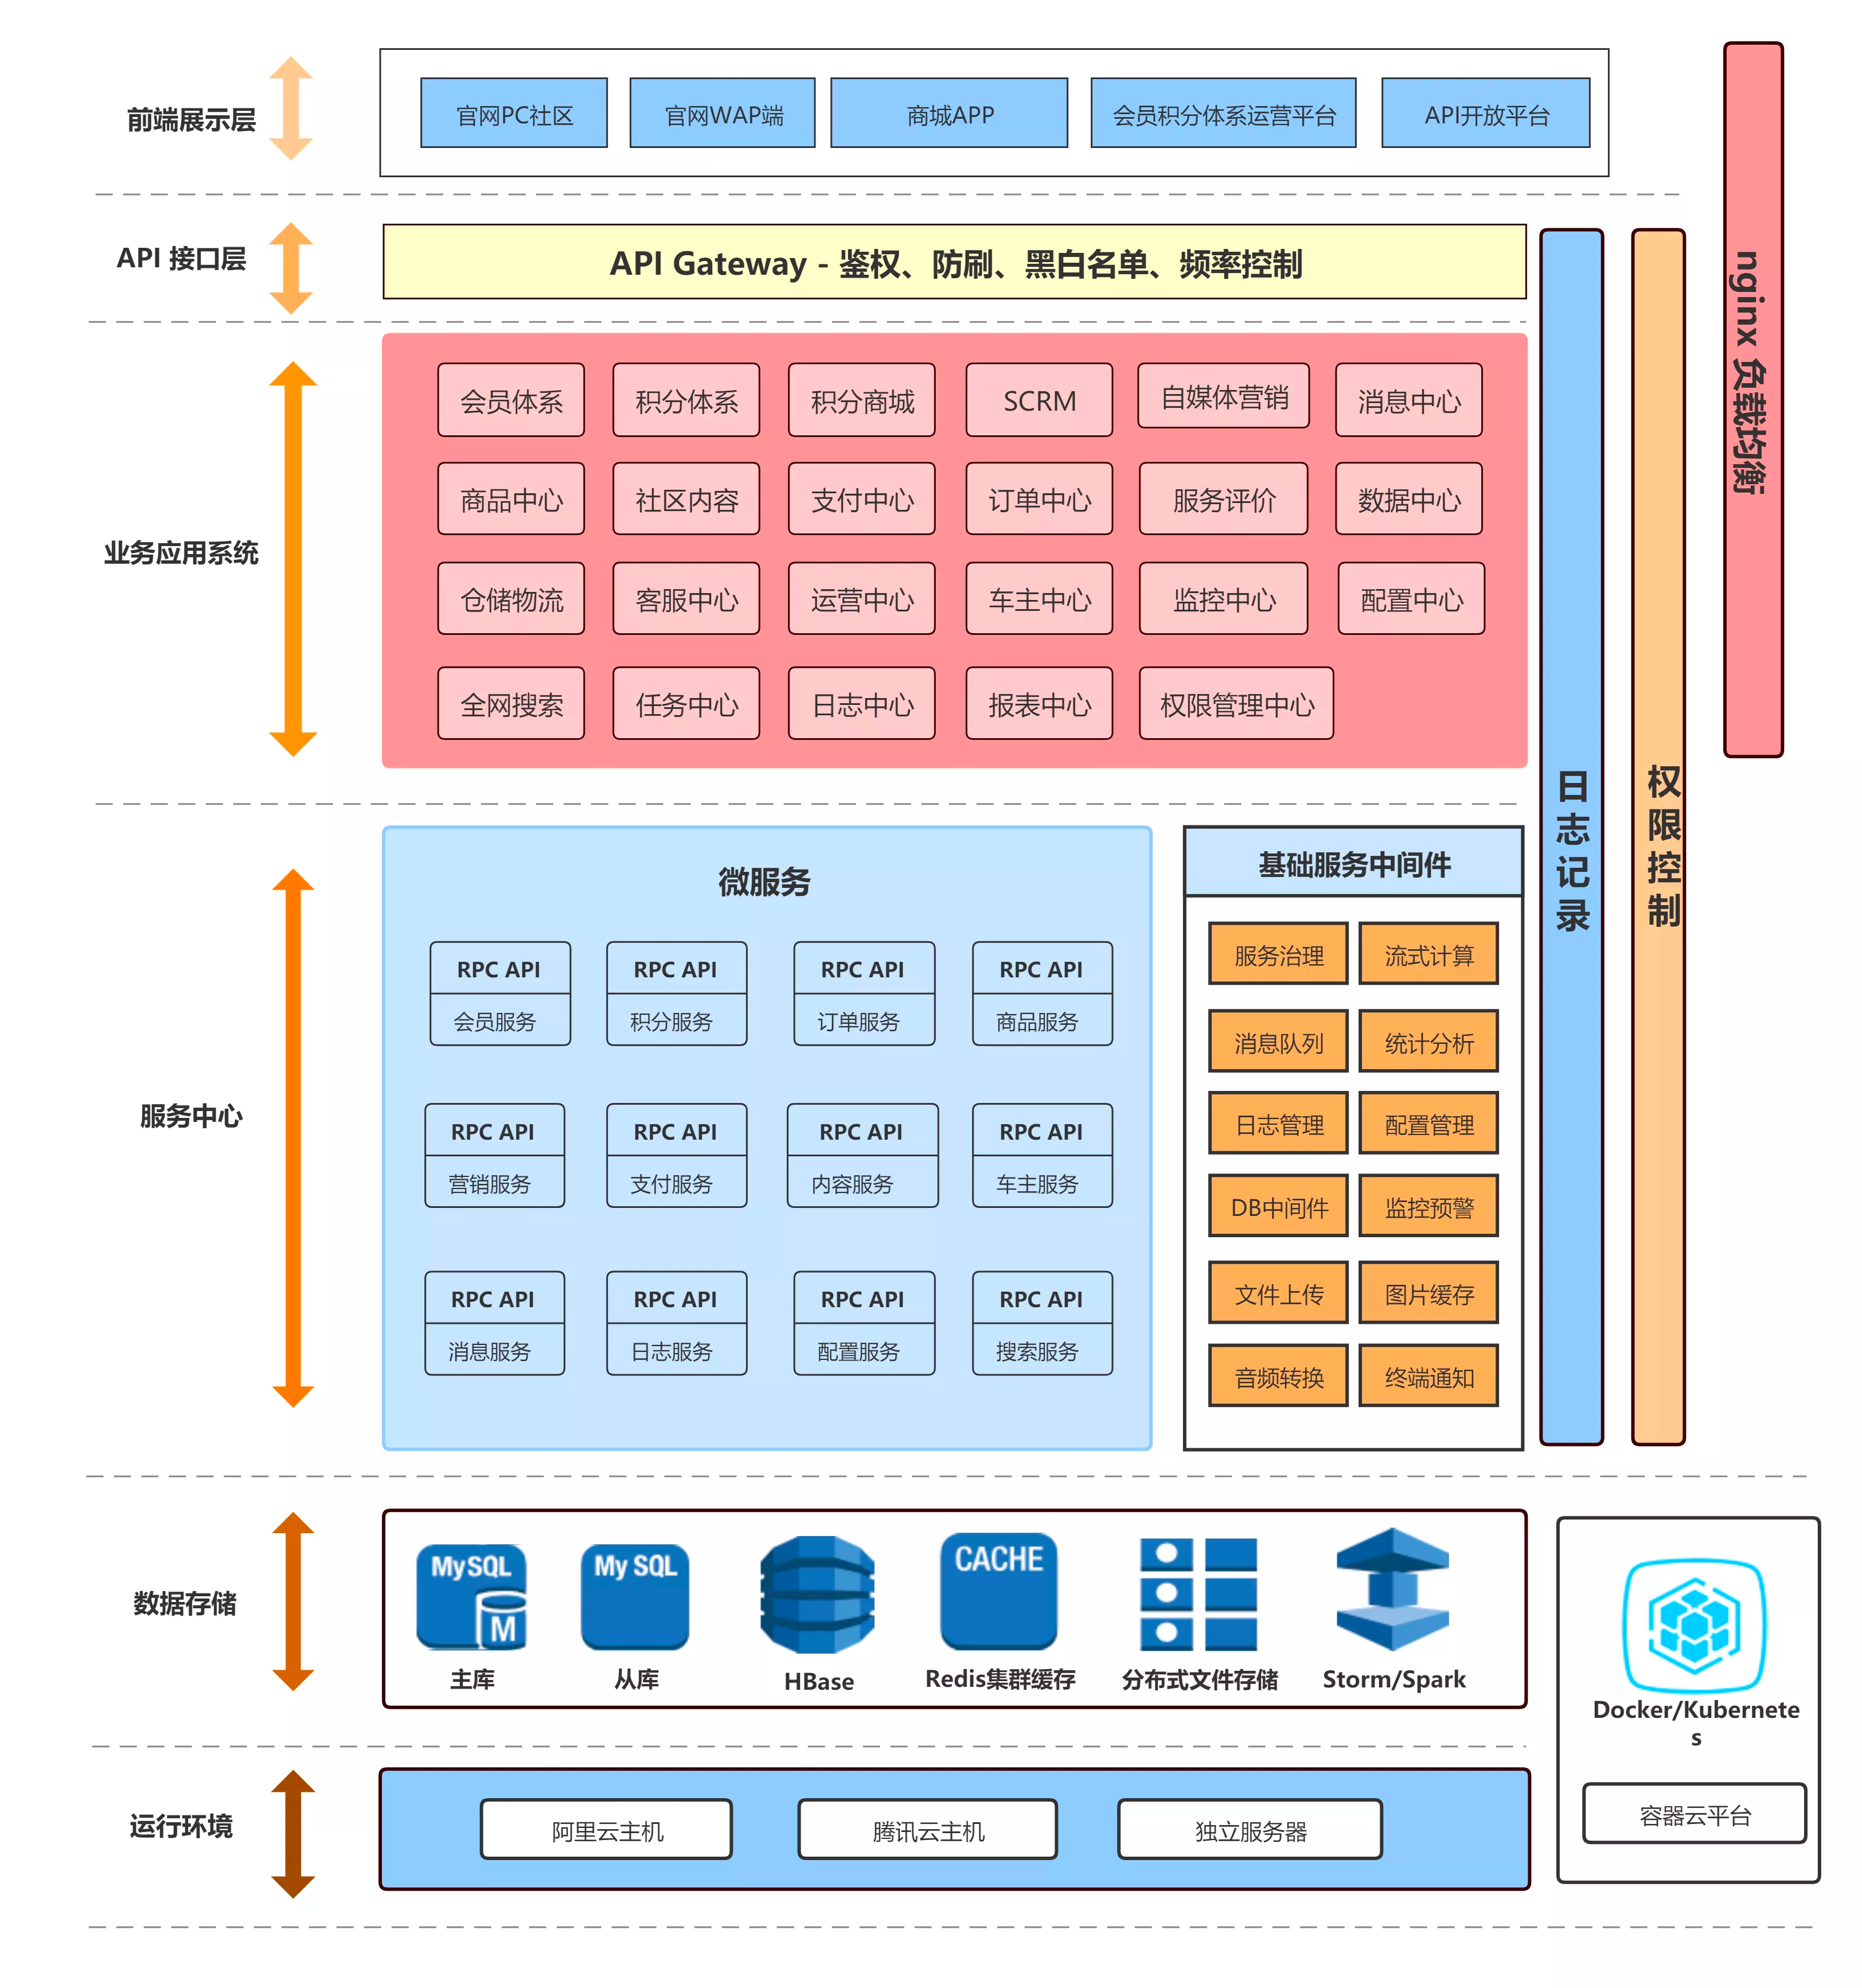 前端展示层
官网PC社区
官网WAP端
商城APP
会员积分体系运营平台
API开放平台
nginx 负载均衡
API 接口层
API Gateway - 鉴权、防刷、黑白名单、频率控制
日志记录
权限控制
业务应用系统
会员体系
积分体系
积分商城
SCRM
自媒体营销
消息中心
商品中心
社区内容
支付中心
订单中心
服务评价
数据中心
仓储物流
客服中心
运营中心
车主中心
监控中心
配置中心
全网搜索
任务中心
日志中心
报表中心
权限管理中心
服务中心
微服务
RPC API
会员服务
RPC API
积分服务
RPC API
订单服务
RPC API
商品服务
RPC API
营销服务
RPC API
支付服务
RPC API
内容服务
RPC API
车主服务
RPC API
消息服务
RPC API
日志服务
RPC API
配置服务
RPC API
搜索服务
基础服务中间件
服务治理
流式计算
消息队列
统计分析
日志管理
配置管理
DB中间件
监控预警
文件上传
图片缓存
音频转换
终端通知
数据存储
MySQL
M
主库
My SQL
从库
HBase
CACHE
Redis集群缓存
分布式文件存储
Storm/Spark
Docker/Kubernete
s
容器云平台
运行环境
阿里云主机
腾讯云主机
独立服务器